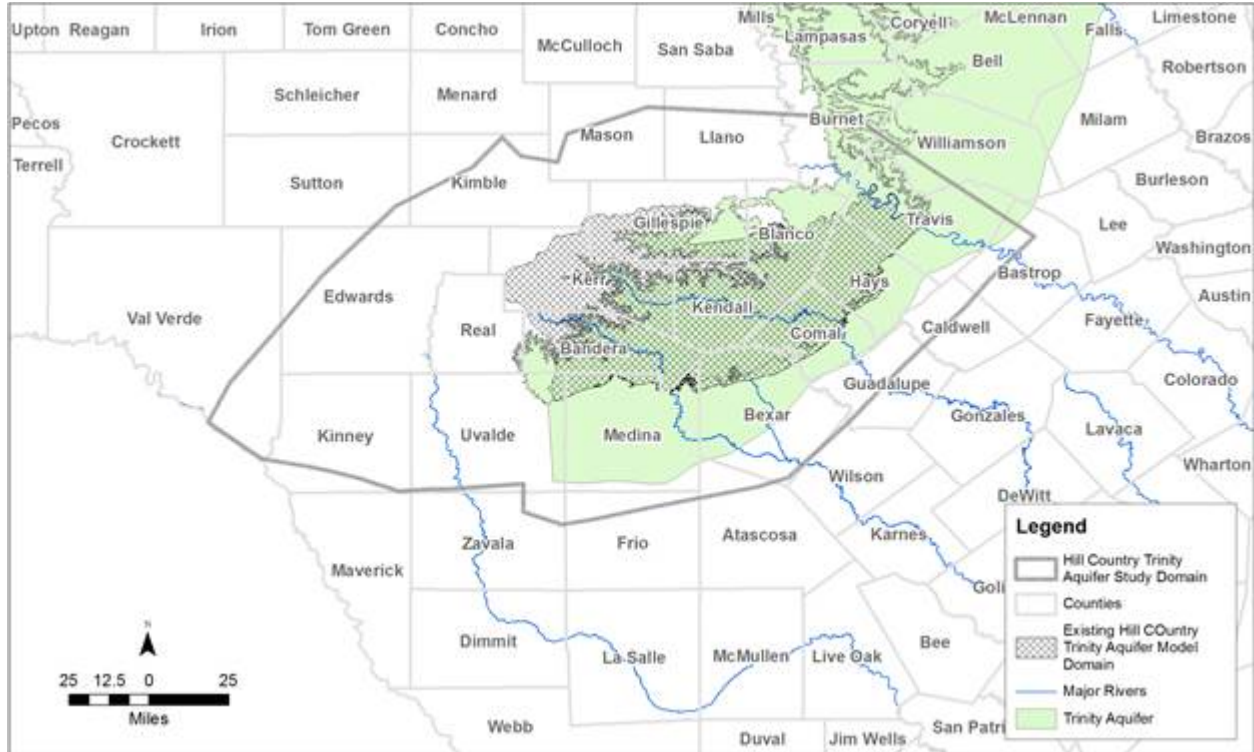 Mills
Coryell
McLennan
Limestone
Upton
Reagan
Irion
Tom Green
Concho
McCulloch
San Saba
Lampasas
Falls
Bell
Robertson
Schleicher
Menard
Pecos
Crockett
Mason
Llano
Burnet
Williamson
Milam
Brazos
Terrell
Sutton
Kimble
Burleson
Gillespie
Blanco
Travis
Lee
Washington
Edwards
Kerr
Hays
Bastrop
Austin
Val Verde
Real
Kendall
Comal
Caldwell
Fayette
Bandera
Guadalupe
Colorado
Kinney
Uvalde
Medina
Bexar
Gonzales
Lavaca
Wilson
Wharton
DeWitt
Zavala
Frio
Atascosa
Karnes
Maverick
Goli
Dimmit
La Salle
McMullen
Live Oak
Bee
Webb
Duval
Jim Wells
San Patri
N
25 12.5 0 25
Miles
Legend
Hill Country Trinity
Aquifer Study Domain
Counties
Existing Hill COuntry
Trinity Aquifer Model
Domain
Major Rivers
Trinity Aquifer